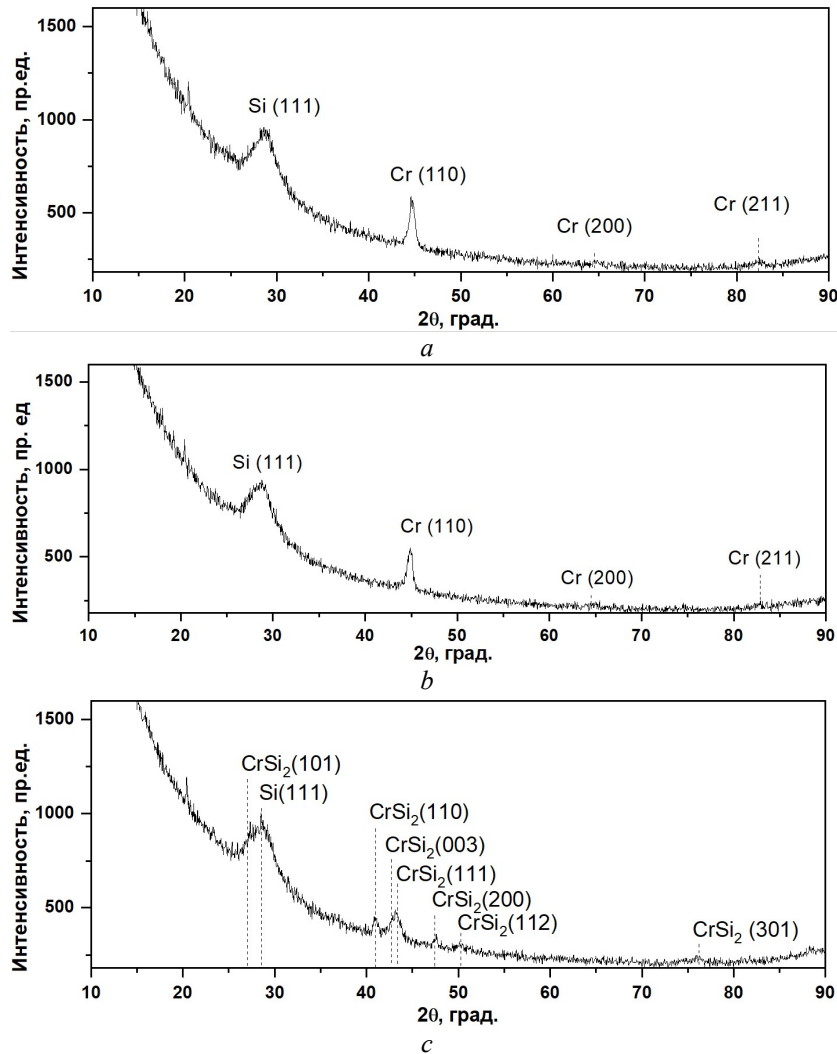 Интенсивность, пр.ед.
1500
1000
500
Si (111)
Cr (110)
Cr (200)
Cr (211)
10 20 30 40 50 60 70 80 90
2θ, град.
a
Интенсивность, пр. ед
1500
1000
500
Si (111)
Cr (110)
Cr (200)
Cr (211)
10 20 30 40 50 60 70 80 90
2θ, град.
b
Интенсивность, пр.ед.
1500
1000
500
CrSi₂(101)
Si(111)
CrSi₂(110)
CrSi₂(003)
CrSi₂(111)
CrSi₂(200)
CrSi₂(112)
CrSi₂ (301)
10 20 30 40 50 60 70 80 90
2θ, град.
c